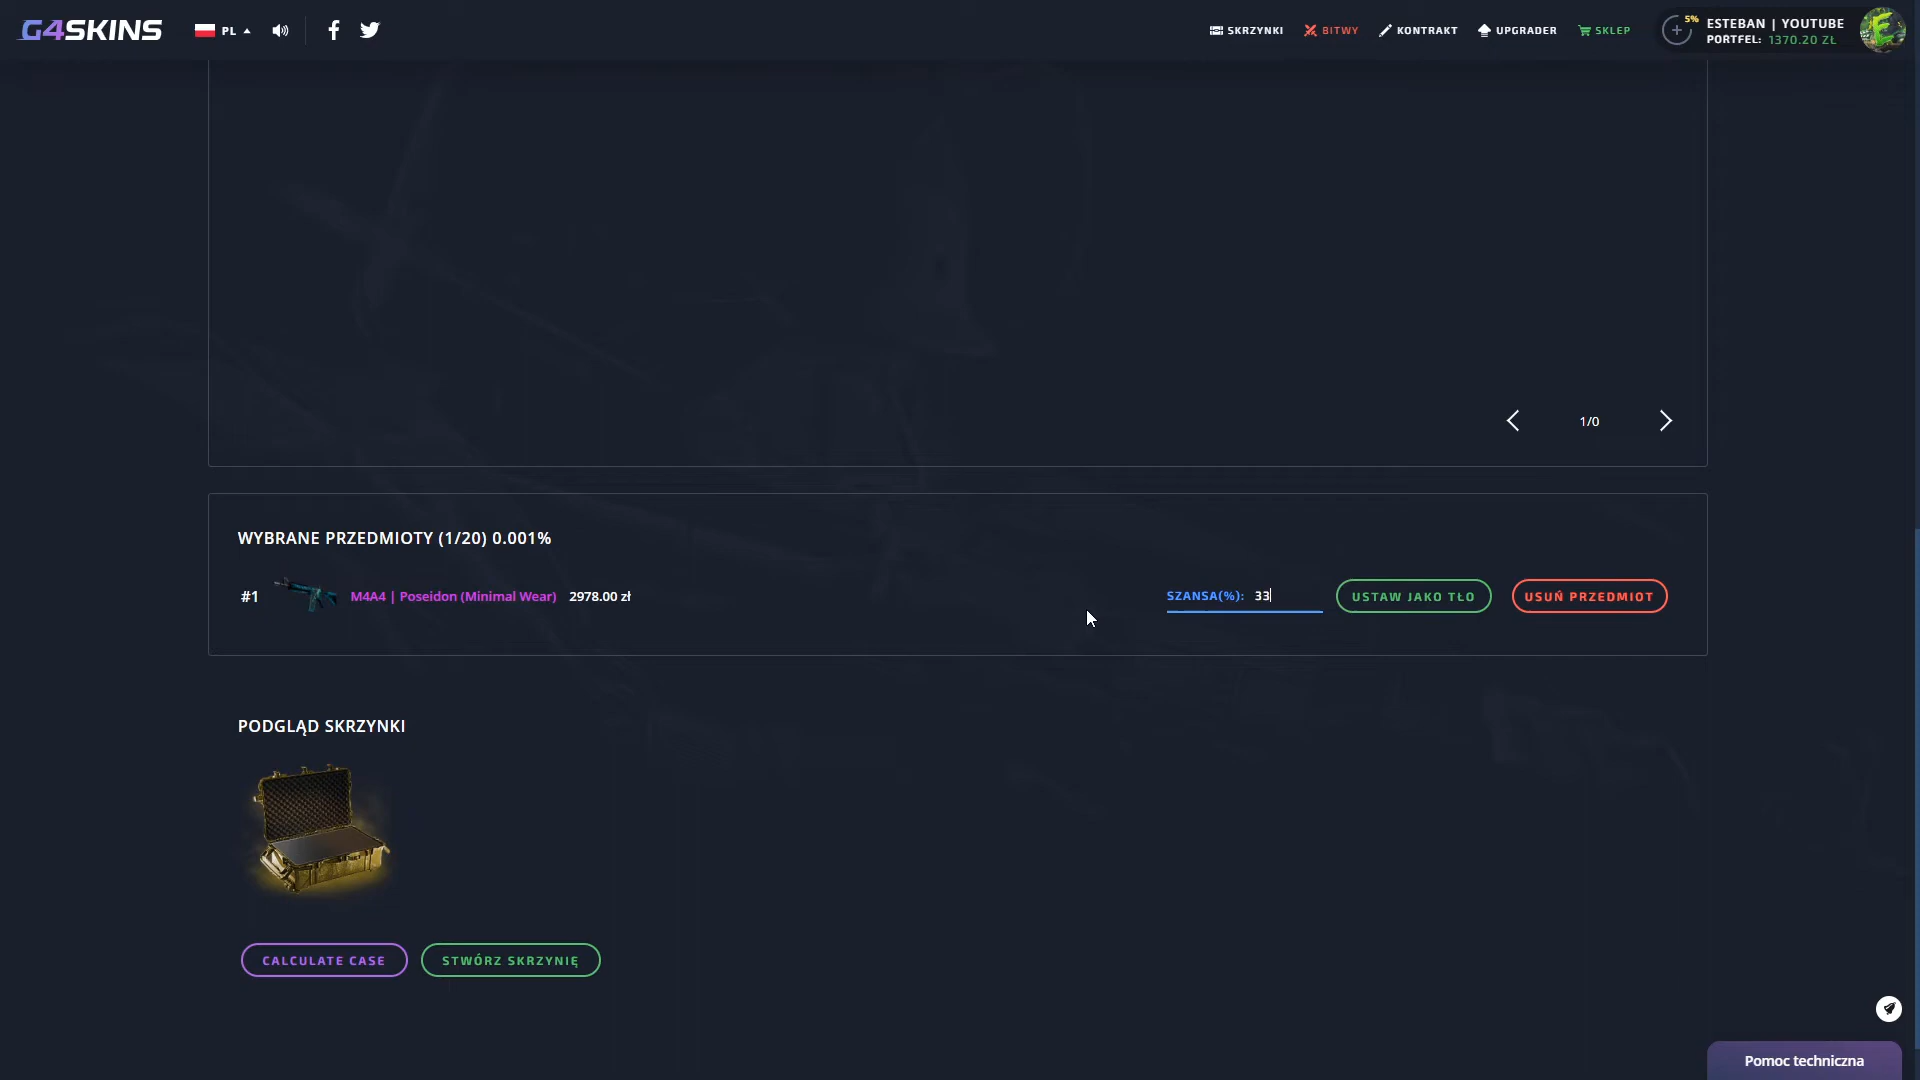 G4SKINS
PL
SKRZYNKI
BITWY
KONTRAKT
UPGRADER
SKLEP
5%
ESTEBAN | YOUTUBE
PORTFEL: 1370.20 ZŁ
1/0
WYBRANE PRZEDMIOTY (1/20) 0.001%
#1
M4A4 | Poseidon (Minimal Wear)
2978.00 zł
SZANSA(%): 33
USTAW JAKO TŁO
USUŃ PRZEDMIOT
PODGLĄD SKRZYNKI
CALCULATE CASE
STWÓRZ SKRZYNIĘ
Pomoc techniczna